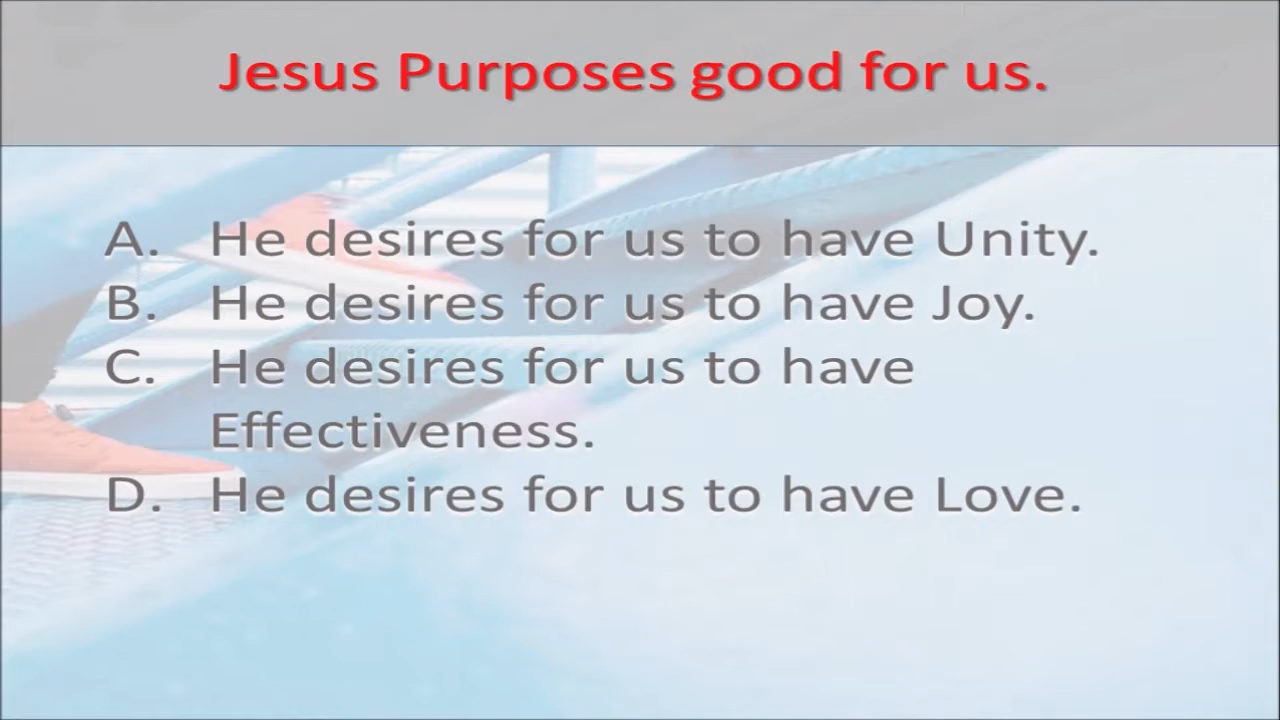 Jesus Purposes good for us.
A. He desires for us to have Unity.
B. He desires for us to have Joy.
C. He desires for us to have
Effectiveness.
D. He desires for us to have Love.